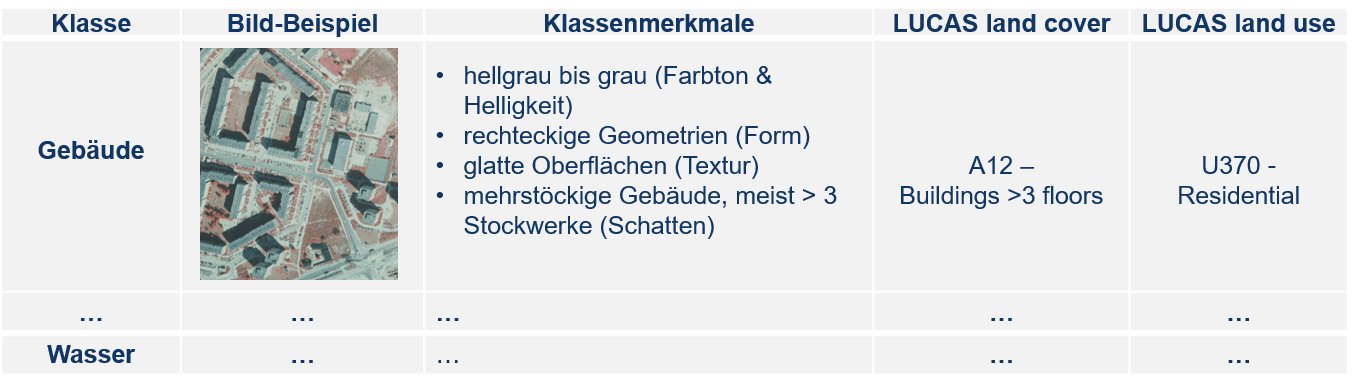 Klasse Bild-Beispiel Klassenmerkmale LUCAS land cover LUCAS land use
Gebäude
• hellgrau bis grau (Farbton &
Helligkeit)
• rechteckige Geometrien (Form)
• glatte Oberflächen (Textur)
• mehrstöckige Gebäude, meist > 3
Stockwerke (Schatten)
A12 –
Buildings >3 floors
U370 -
Residential
... ... ... ... ...
Wasser ... ... ... ...